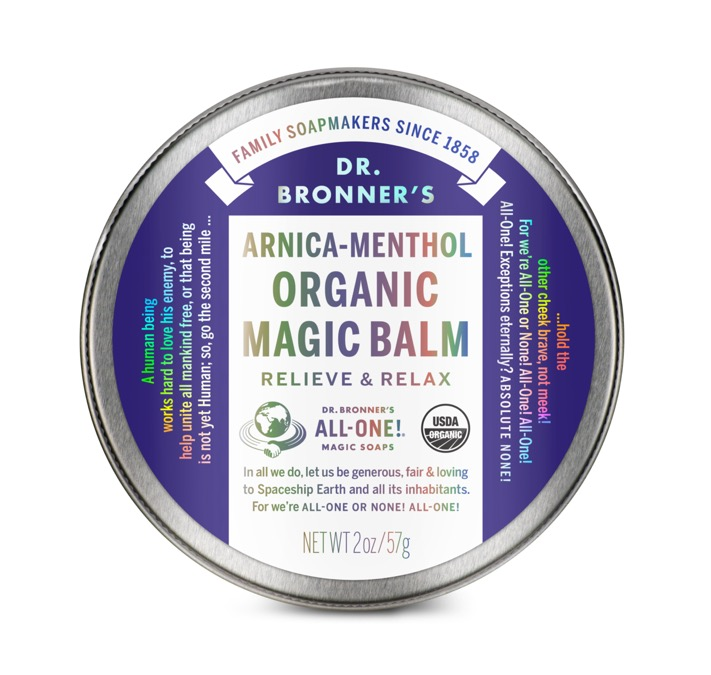 FAMILY SOAPMAKERS SINCE 1858
DR.
BRONNER'S
ARNICA-MENTHOL
ORGANIC
MAGIC BALM
RELIEVE & RELAX
DR. BRONNER'S
ALL-ONE!
MAGIC SOAPS
USDA
ORGANIC
In all we do, let us be generous, fair & loving
to Spaceship Earth and all its inhabitants.
For we're ALL-ONE OR NONE! ALL-ONE!
NET WT 2oz/57g
A human being
works hard to love his enemy, to
help unite all mankind free, or that being
is not yet Human; so, go the second mile ...
...hold the
other cheek brave, not meek!
For we're All-One or None! All-One! All-One!
All-One! Exceptions eternally? ABSOLUTE NONE!